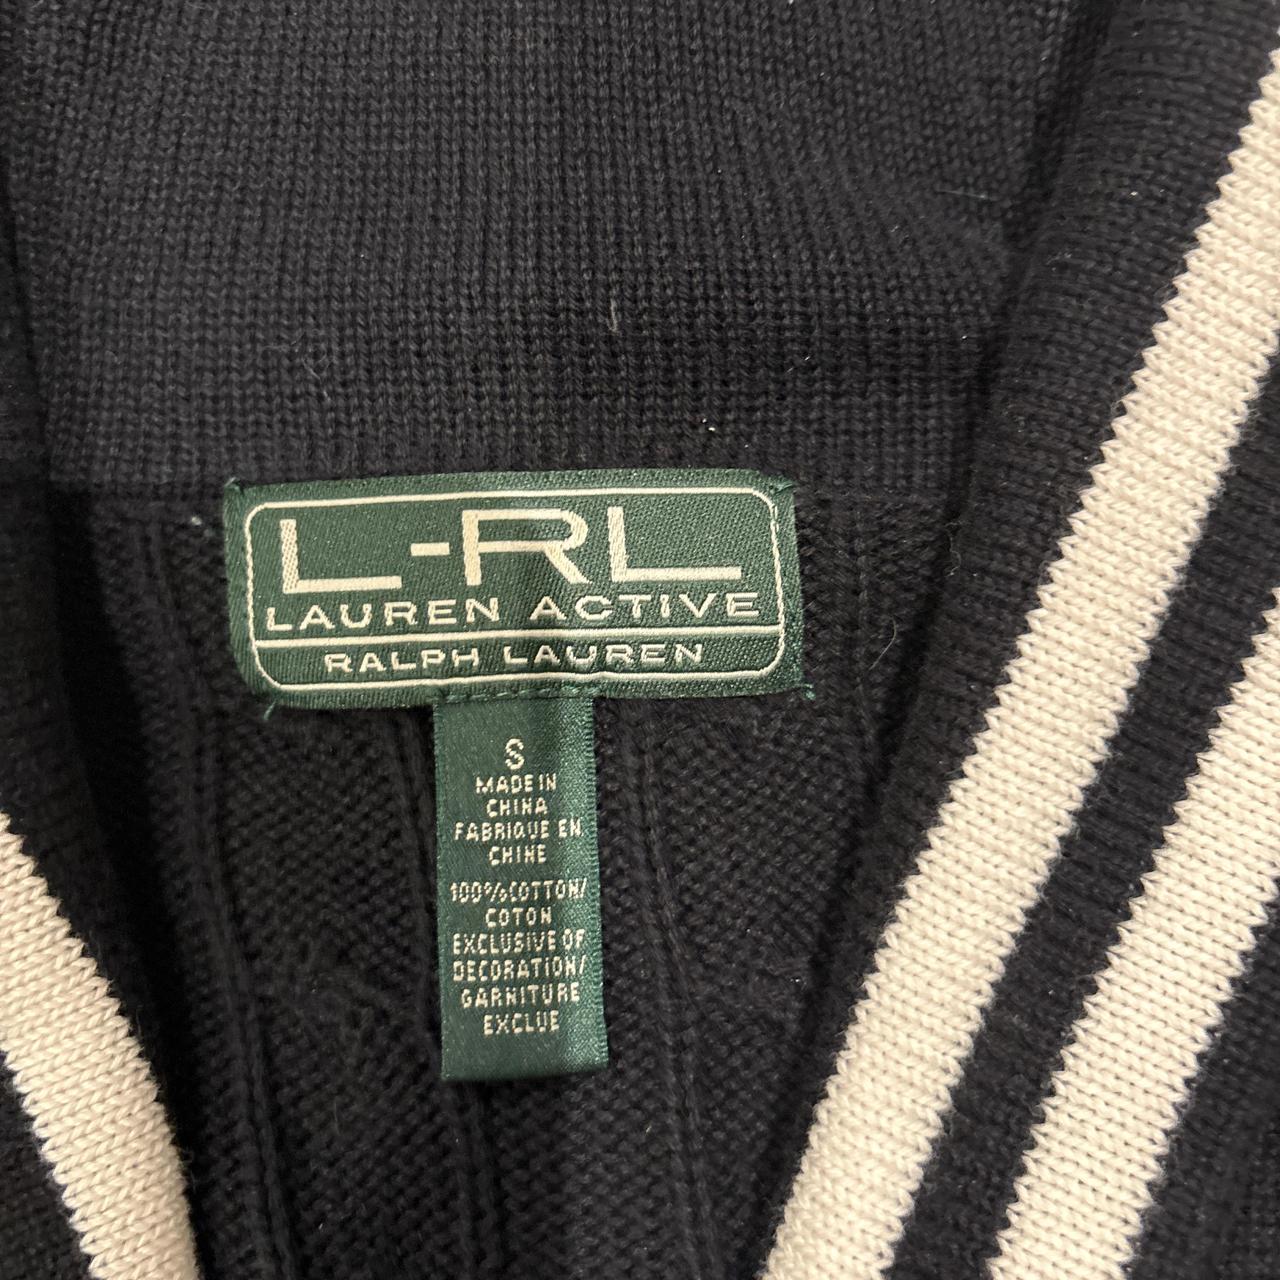 L-RL
LAUREN ACTIVE
RALPH LAUREN
S
MADE IN
CHINA
FABRIQUE EN
CHINE
100%COTTON/
COTON
EXCLUSIVE OF
DECORATION/
GARNITURE
EXCLUE